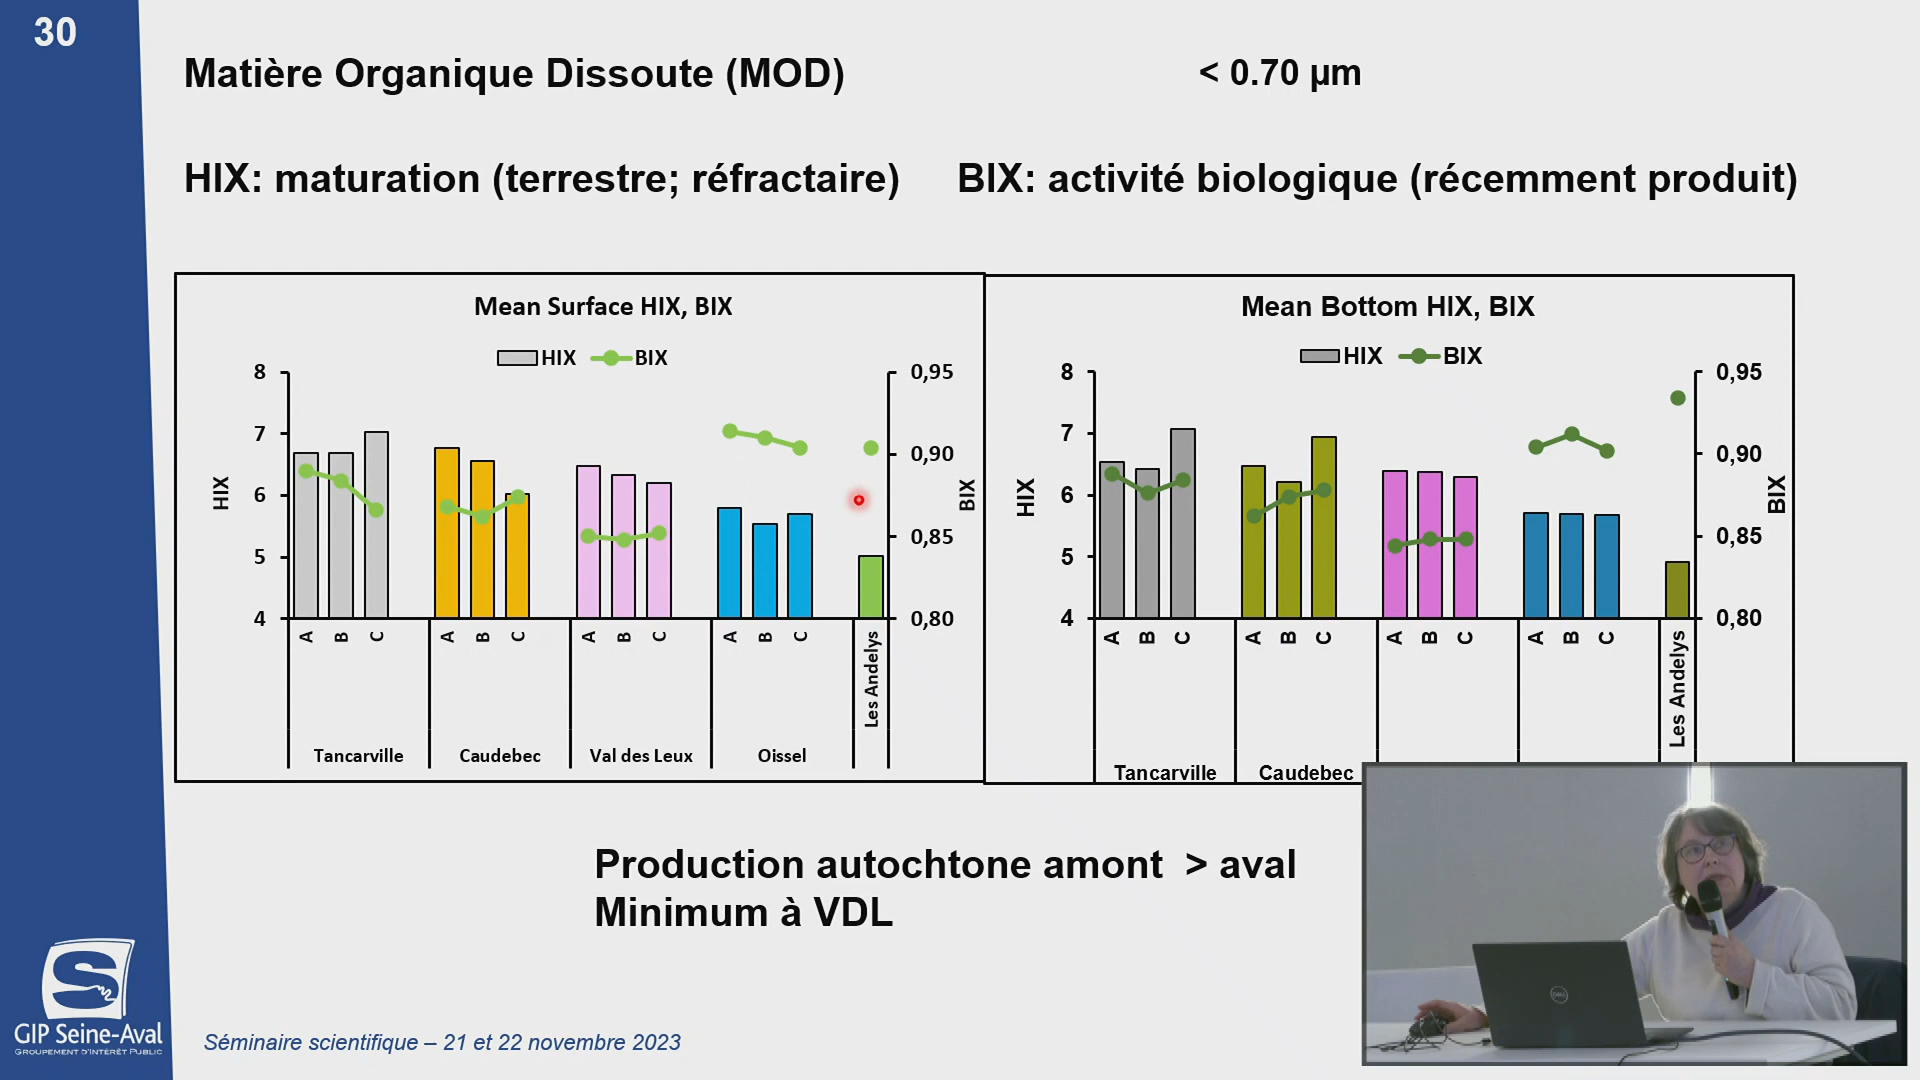 30
Matière Organique Dissoute (MOD)
< 0.70 µm
HIX: maturation (terrestre; réfractaire)
BIX: activité biologique (récemment produit)
Mean Surface HIX, BIX
HIX
BIX
8
7
6
5
4
HIX
0,95
0,90
0,85
0,80
BIX
A
B
C
A
B
C
A
B
C
A
B
C
Les Andelys
Tancarville
Caudebec
Val des Leux
Oissel
Mean Bottom HIX, BIX
HIX
BIX
8
7
6
5
4
HIX
0,95
0,90
0,85
0,80
BIX
A
B
C
A
B
C
A
B
C
A
B
C
Les Andelys
Tancarville
Caudebec
Production autochtone amont > aval
Minimum à VDL
S
GIP Seine-Aval
GROUPEMENT D'INTÉRÊT PUBLIC
Séminaire scientifique – 21 et 22 novembre 2023
DELL